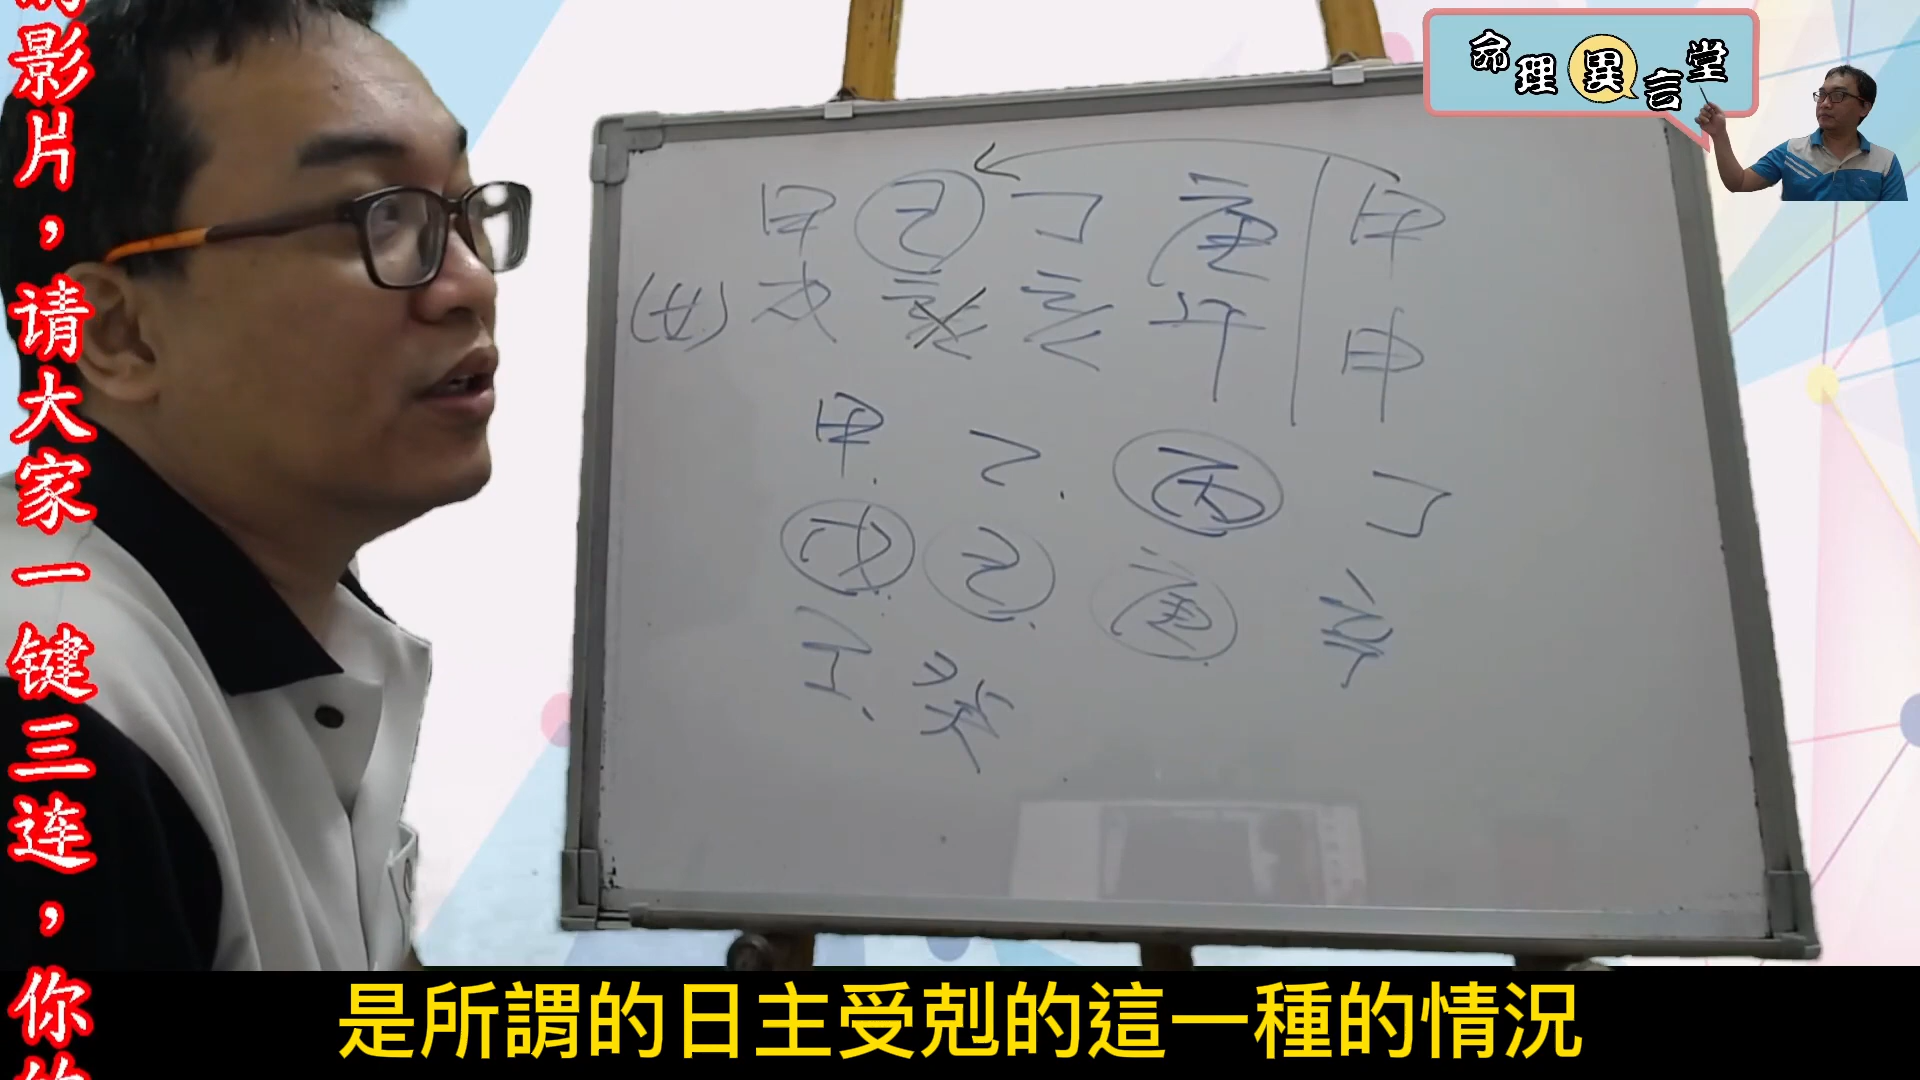 影片，请大家一键三连，你
命理異言堂
甲 己 丁 庚 甲
(女) 戌 亥 亥 午 申
甲. 乙. 丙 丁
戊. 己. 庚. 辛
壬、癸
是所謂的日主受剋的這一種的情況